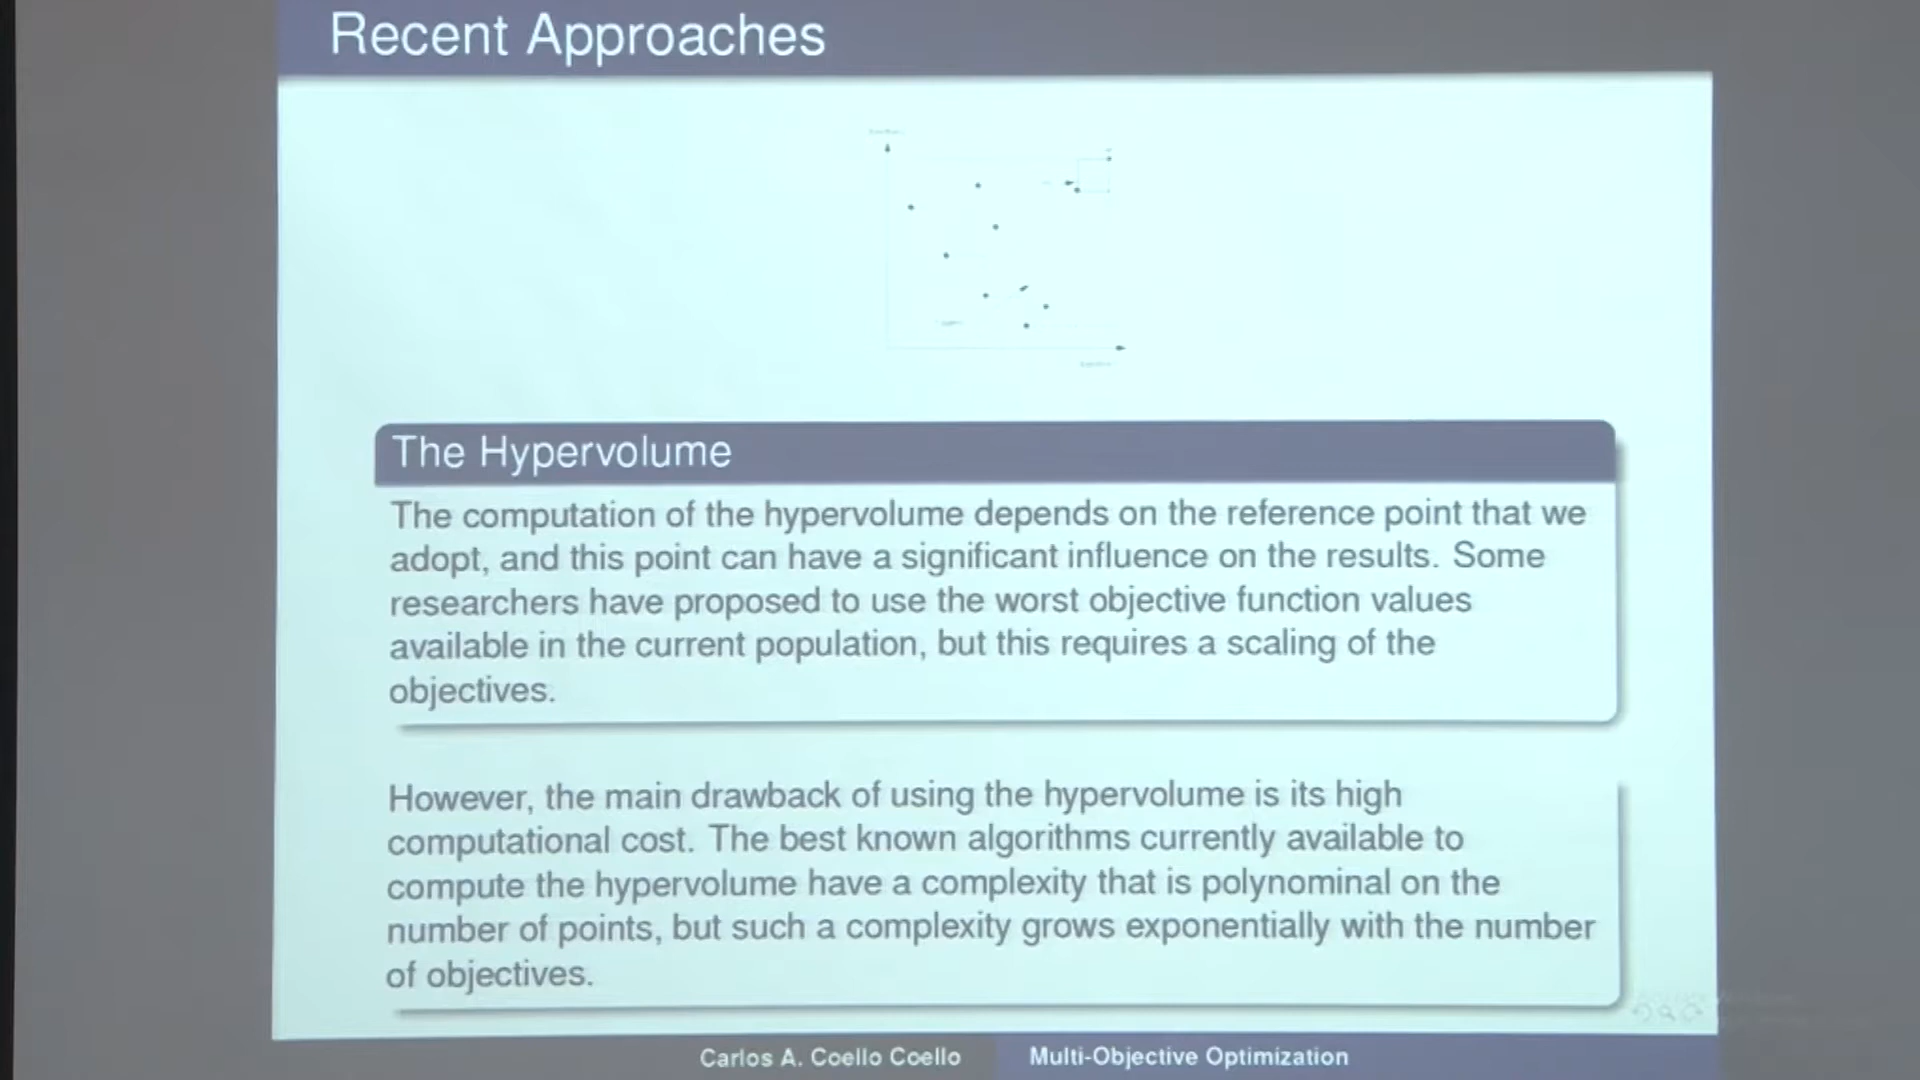 Recent Approaches
The Hypervolume
The computation of the hypervolume depends on the reference point that we
adopt, and this point can have a significant influence on the results. Some
researchers have proposed to use the worst objective function values
available in the current population, but this requires a scaling of the
objectives.
However, the main drawback of using the hypervolume is its high
computational cost. The best known algorithms currently available to
compute the hypervolume have a complexity that is polynominal on the
number of points, but such a complexity grows exponentially with the number
of objectives.
Carlos A. Coello Coello
Multi-Objective Optimization